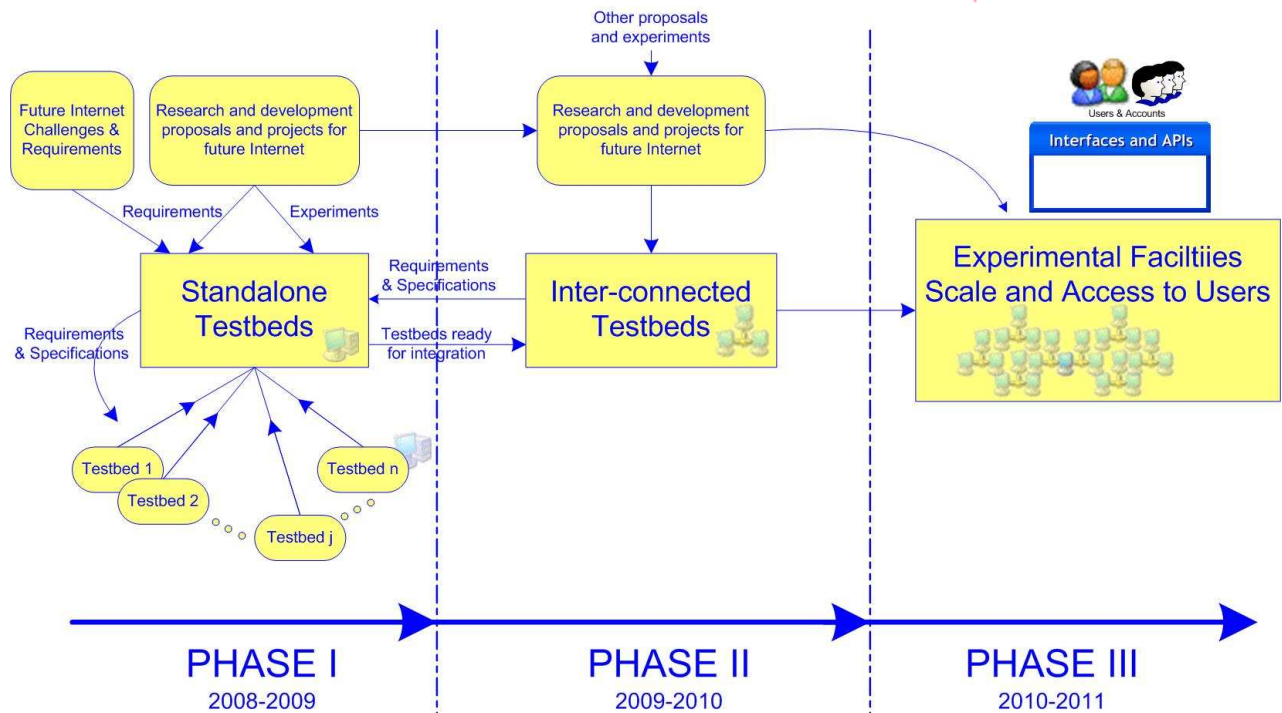 Other proposals
and experiments
Future Internet
Challenges &
Requirements
Research and development
proposals and projects for
future Internet
Research and development
proposals and projects for
future Internet
Users & Accounts
Interfaces and APIs
Requirements
Experiments
Standalone
Testbeds
Requirements
& Specifications
Testbeds ready
for integration
Inter-connected
Testbeds
Experimental Faciltiies
Scale and Access to Users
Requirements
& Specifications
Testbed 1
Testbed 2
Testbed j
Testbed n
PHASE I
2008-2009
PHASE II
2009-2010
PHASE III
2010-2011